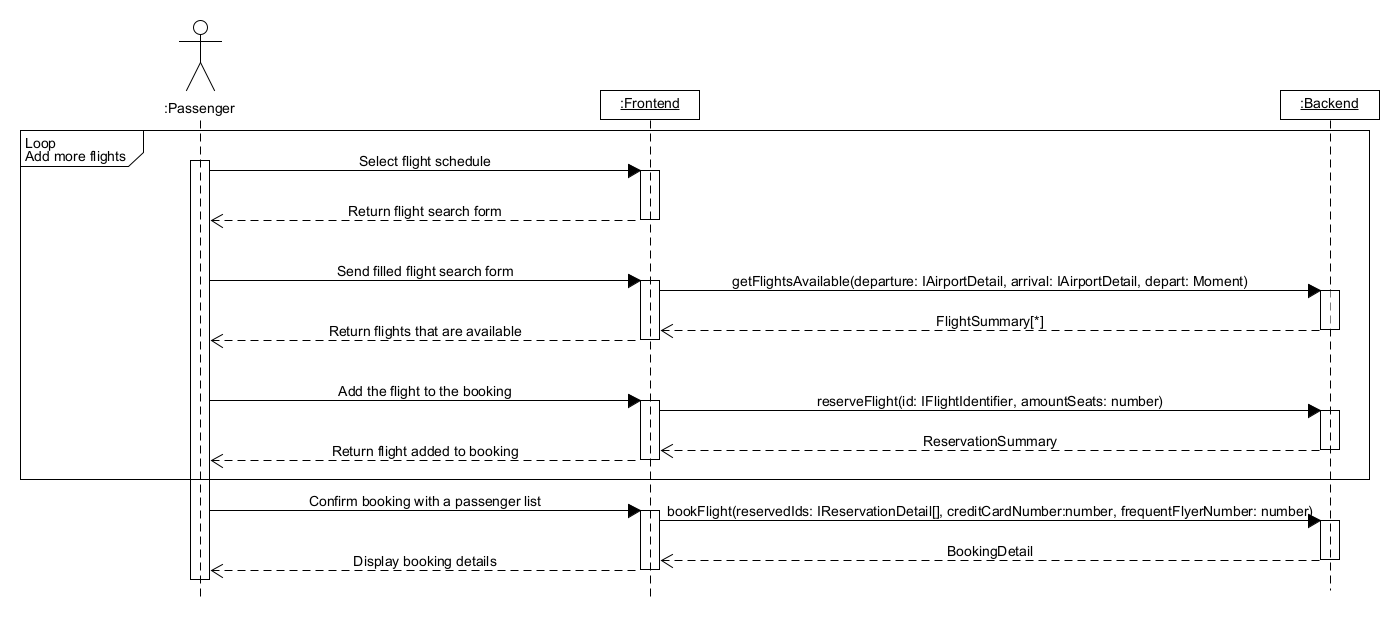 :Passenger
:Frontend
:Backend
Loop
Add more flights
Select flight schedule
Return flight search form
Send filled flight search form
getFlightsAvailable(departure: IAirportDetail, arrival: IAirportDetail, depart: Moment)
FlightSummary[*]
Return flights that are available
Add the flight to the booking
reserveFlight(id: IFlightIdentifier, amountSeats: number)
ReservationSummary
Return flight added to booking
Confirm booking with a passenger list
bookFlight(reservedIds: IReservationDetail[], creditCardNumber:number, frequentFlyerNumber: number)
BookingDetail
Display booking details